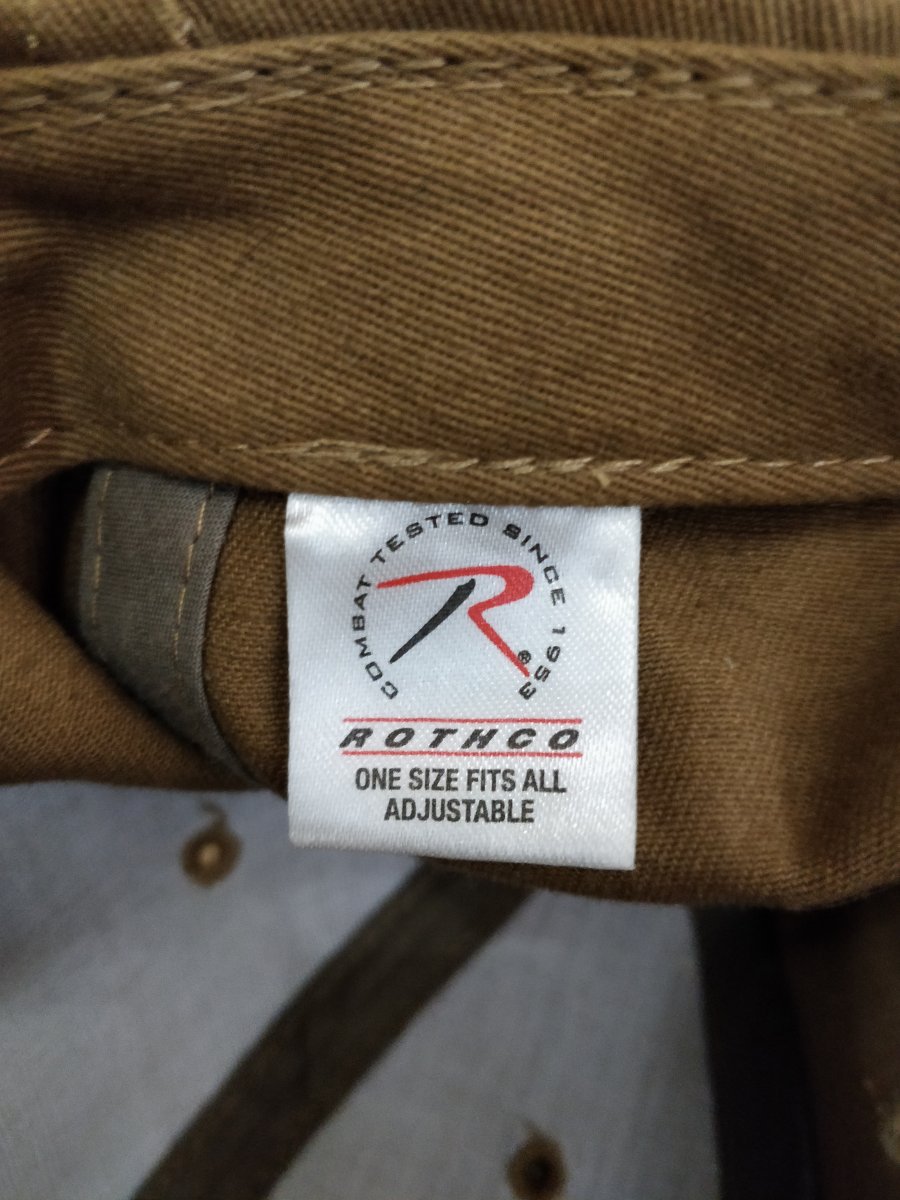 COMBAT TESTED SINCE 1953
R®
ROTHCO
ONE SIZE FITS ALL
ADJUSTABLE